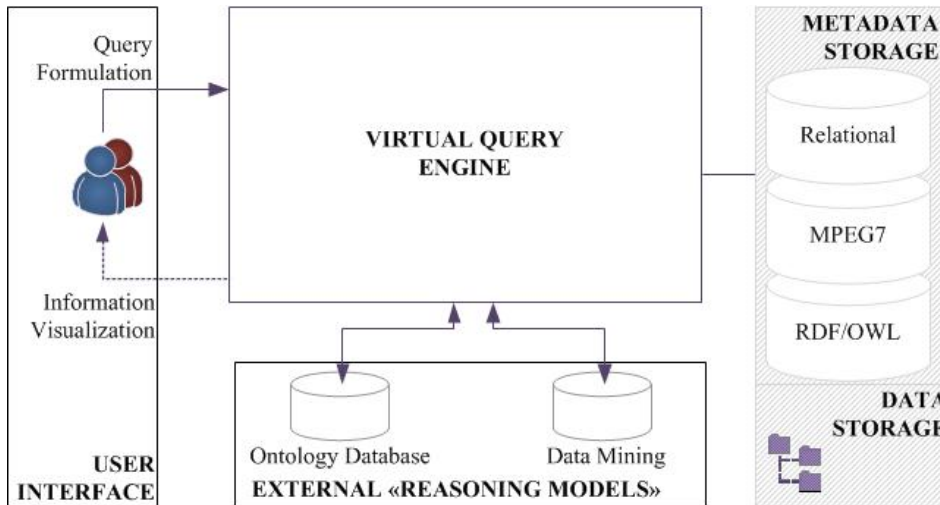 Query
Formulation
Information
Visualization
USER
INTERFACE
VIRTUAL QUERY
ENGINE
Ontology Database
Data Mining
EXTERNAL «REASONING MODELS»
METADATA
STORAGE
Relational
MPEG7
RDF/OWL
DATA
STORAGE